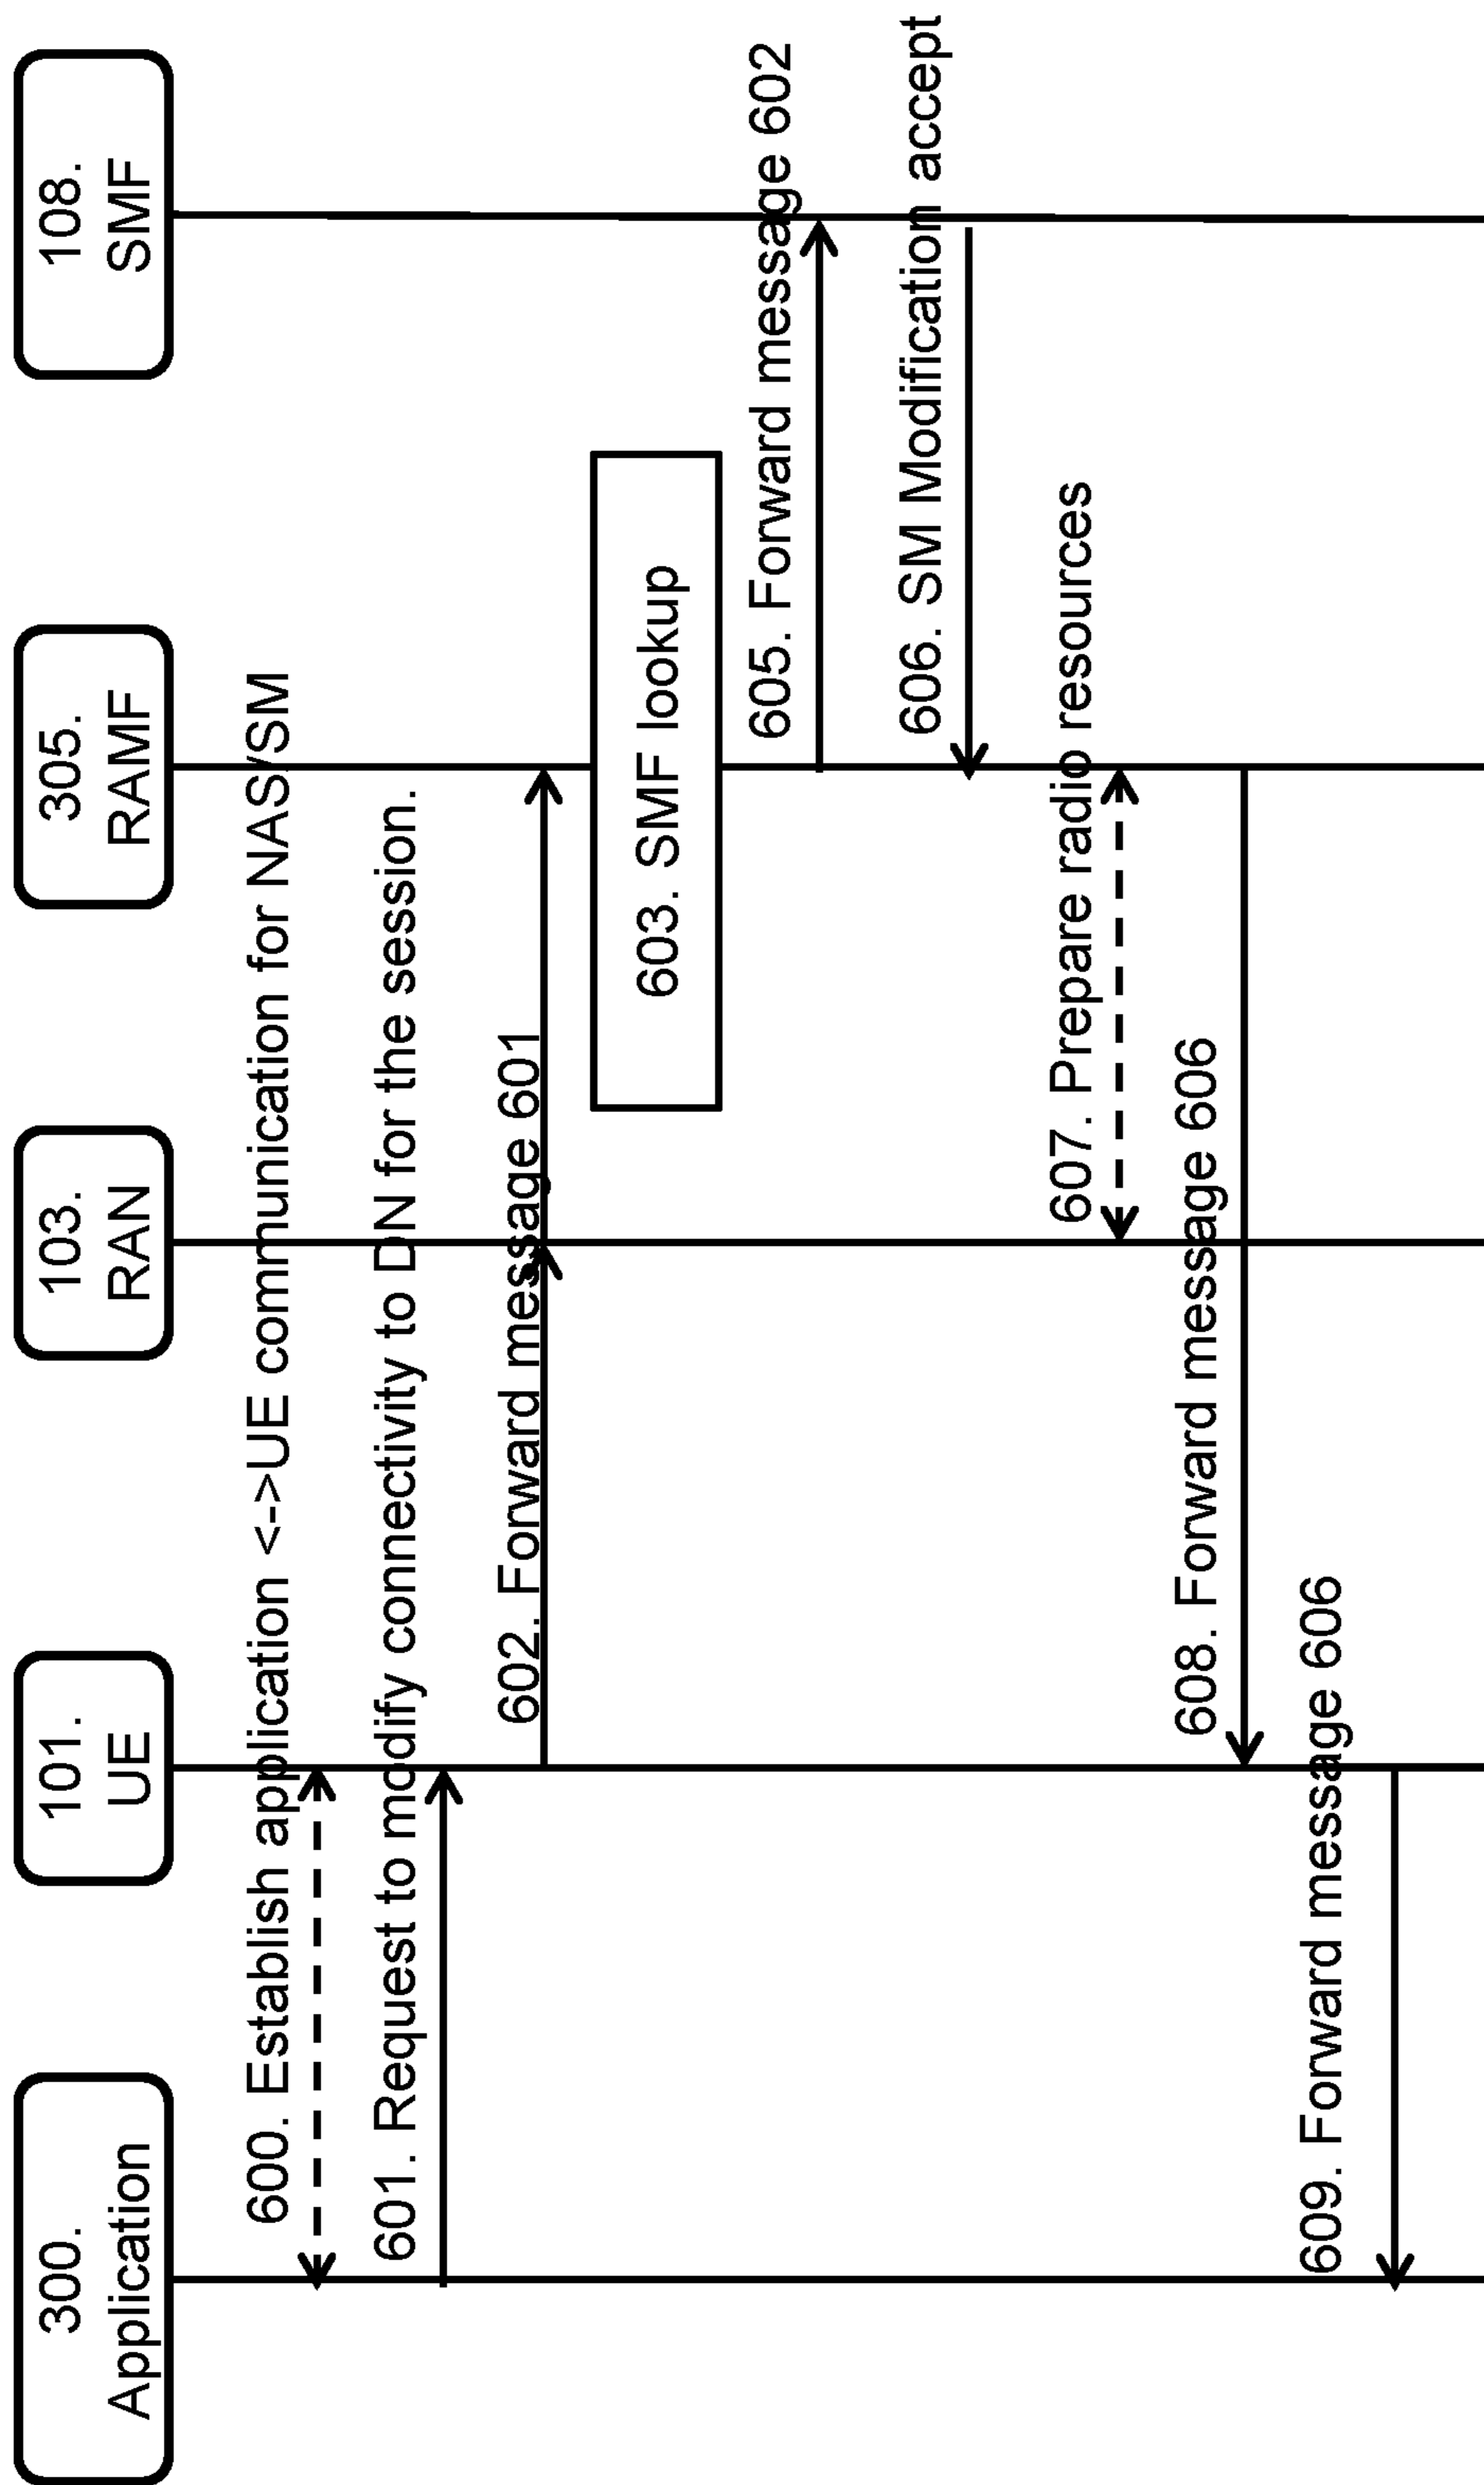 300.
Application
101.
UE
103.
RAN
305.
RAMF
108.
SMF
600. Establish application <->UE communication for NAS/SM
601. Request to modify connectivity to DN for the session.
602. Forward message 601
603. SMF lookup
605. Forward message 602
606. SM Modification accept
607. Prepare radio resources
608. Forward message 606
609. Forward message 606